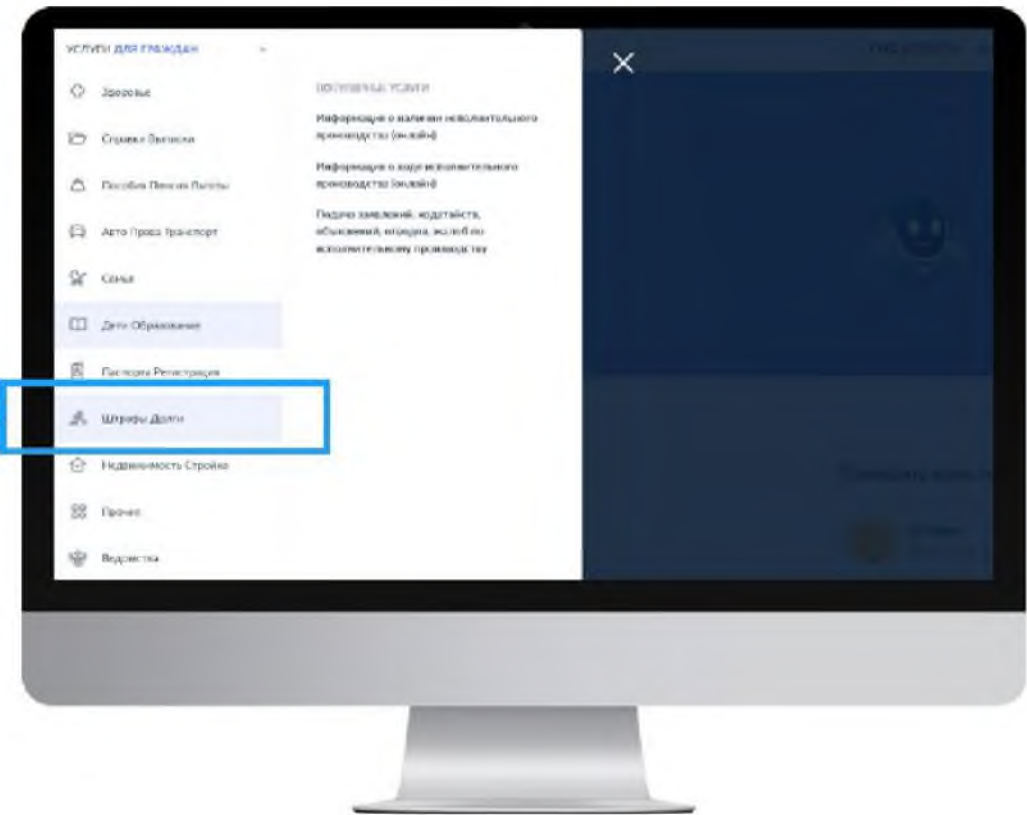 УСЛУГИ ДЛЯ ГРАЖДАН
Здоровье
Справки Выписки
Пособия Пенсия Льготы
Авто Права Транспорт
Семья
Дети Образование
Паспорта Регистрация
Штрафы Долги
Недвижимость Стройка
Прочее
Ведомства
ПОПУЛЯРНЫЕ УСЛУГИ
Информация о наличии исполнительного
производства (онлайн)
Информация о ходе исполнительного
производства (онлайн)
Подача заявлений, ходатайств,
объяснений, отводов, жалоб по
исполнительному производству